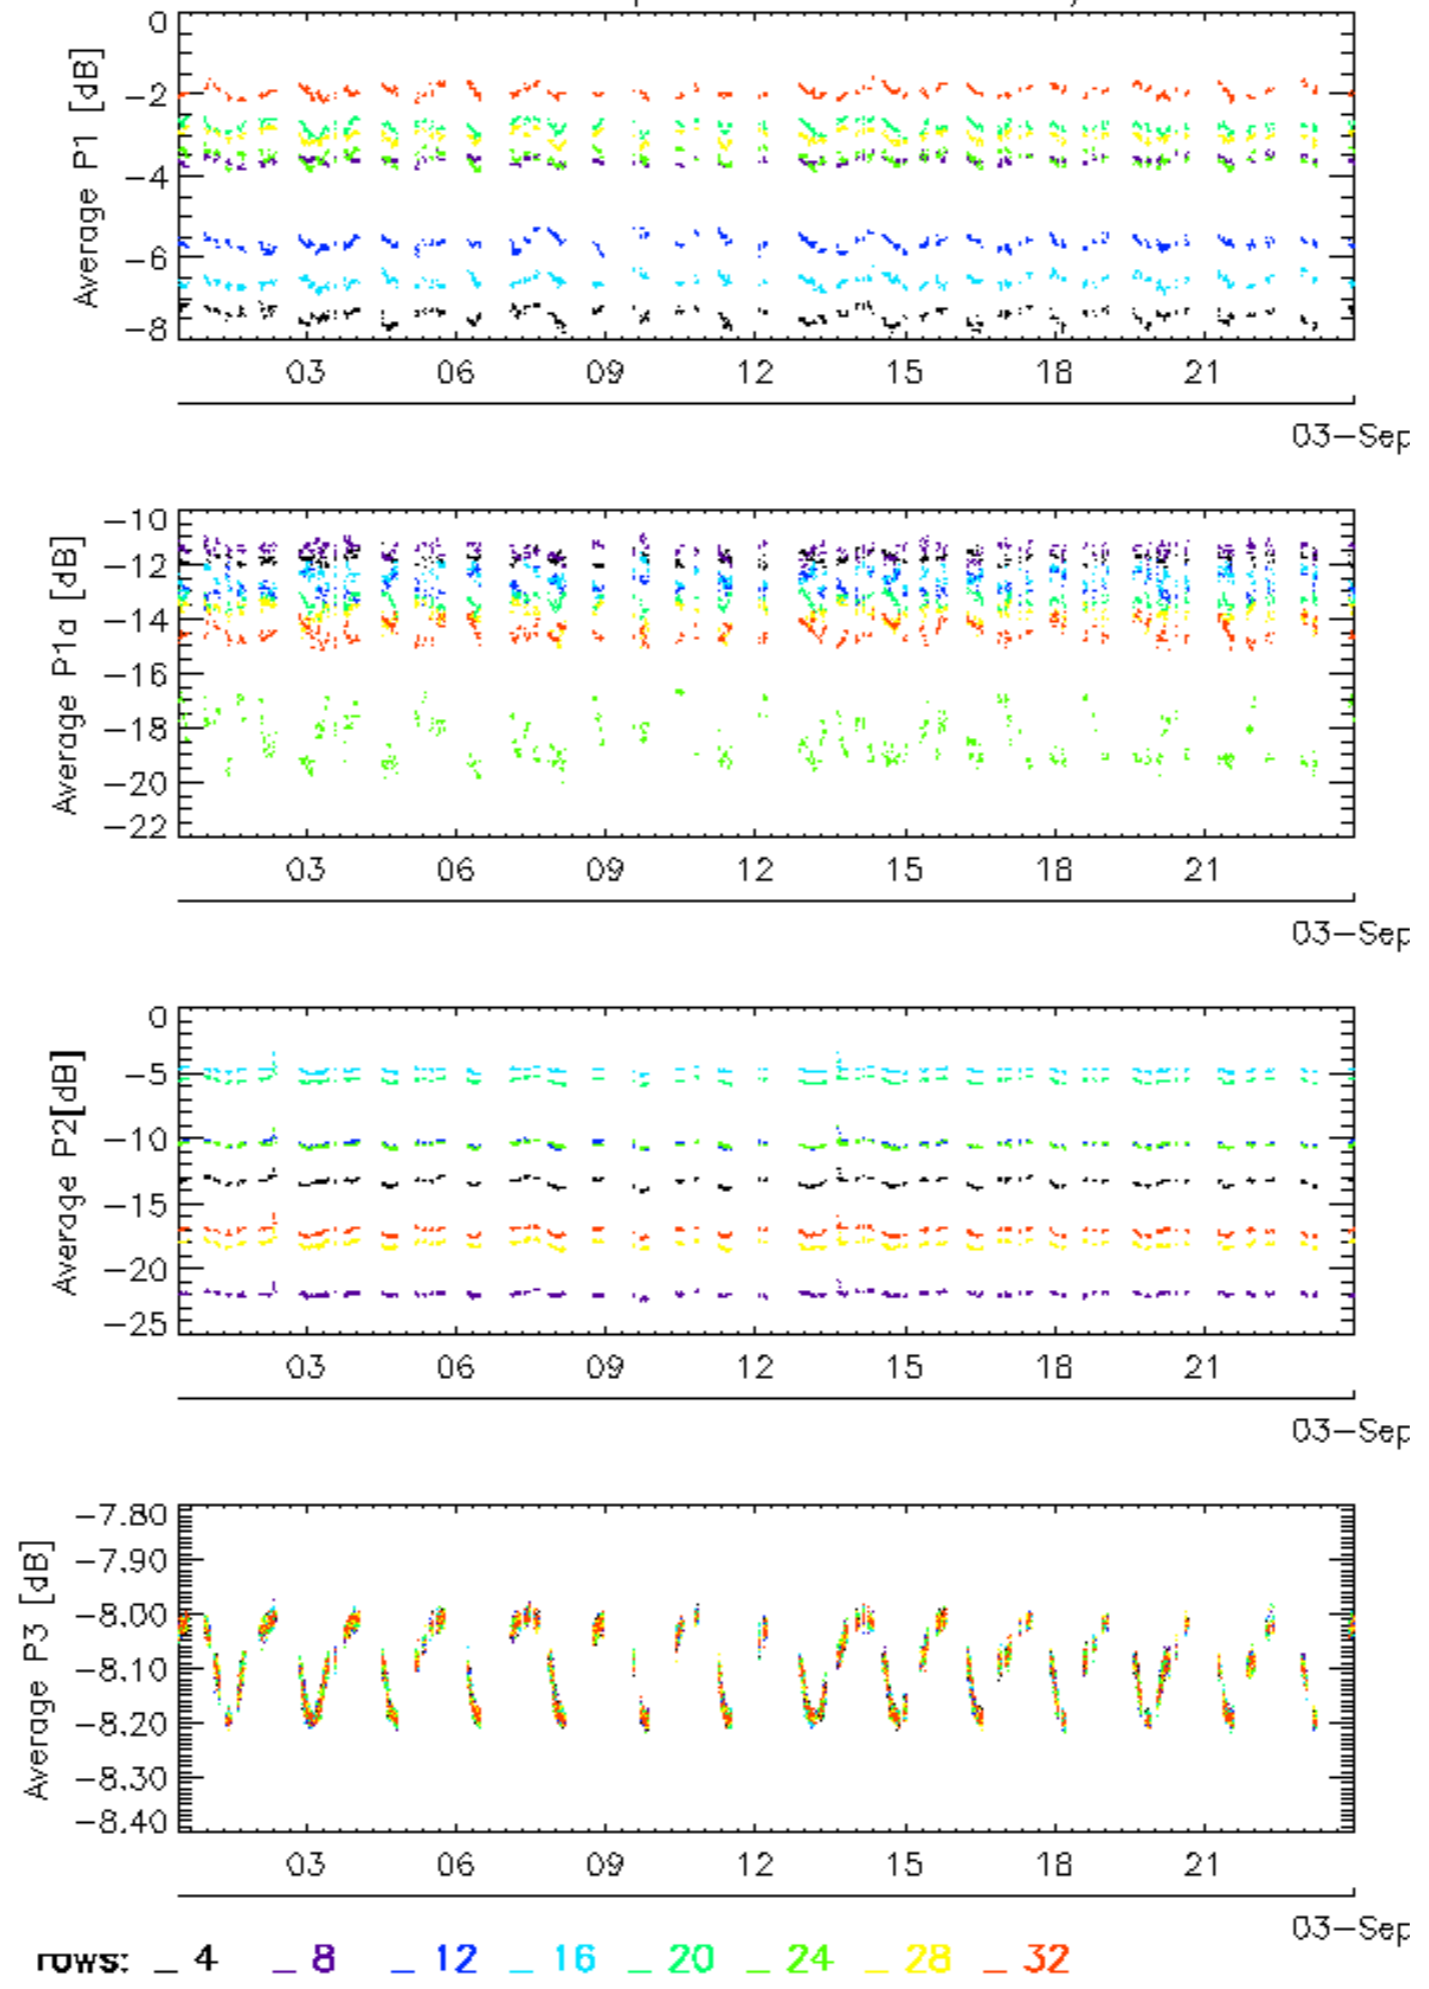 0
-2
-4
-6
-8
Average P1 [dB]
03 06 09 12 15 18 21
03-Sep
-10
-12
-14
-16
-18
-20
-22
Average P1a [dB]
03 06 09 12 15 18 21
03-Sep
0
-5
-10
-15
-20
-25
Average P2[dB]
03 06 09 12 15 18 21
03-Sep
-7.80
-7.90
-8.00
-8.10
-8.20
-8.30
-8.40
Average P3 [dB]
03 06 09 12 15 18 21
03-Sep
rows: _ 4 _ 8 _ 12 _ 16 _ 20 _ 24 _ 28 _ 32